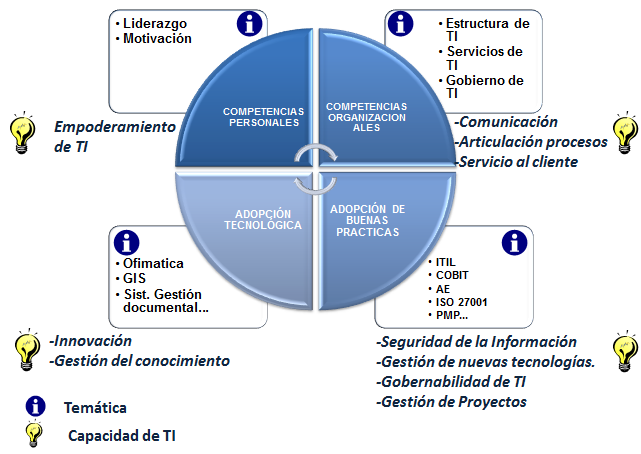 • Liderazgo
• Motivación
• Estructura de
TI
• Servicios de
TI
• Gobierno de
TI
COMPETENCIAS
PERSONALES
COMPETENCIAS
ORGANIZACION
ALES
Empoderamiento
de TI
-Comunicación
-Articulación procesos
-Servicio al cliente
ADOPCIÓN
TECNOLÓGICA
ADOPCIÓN DE
BUENAS
PRACTICAS
• Ofimatica
• GIS
• Sist. Gestión
documental...
• ITIL
• COBIT
• AE
• ISO 27001
• PMP...
-Innovación
-Gestión del conocimiento
-Seguridad de la Información
-Gestión de nuevas tecnologías.
-Gobernabilidad de TI
-Gestión de Proyectos
i Temática
Capacidad de TI